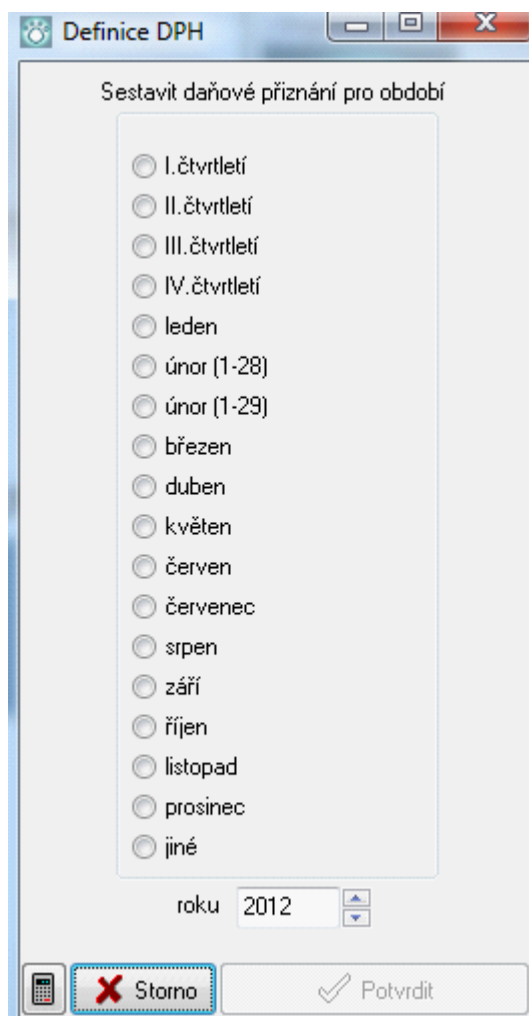 Definice DPH
Sestavit daňové přiznání pro období
I.čtvrtletí
II.čtvrtletí
III.čtvrtletí
IV.čtvrtletí
leden
únor (1-28)
únor (1-29)
březen
duben
květen
červen
červenec
srpen
září
říjen
listopad
prosinec
jiné
roku 2012
Storno Potvrdit